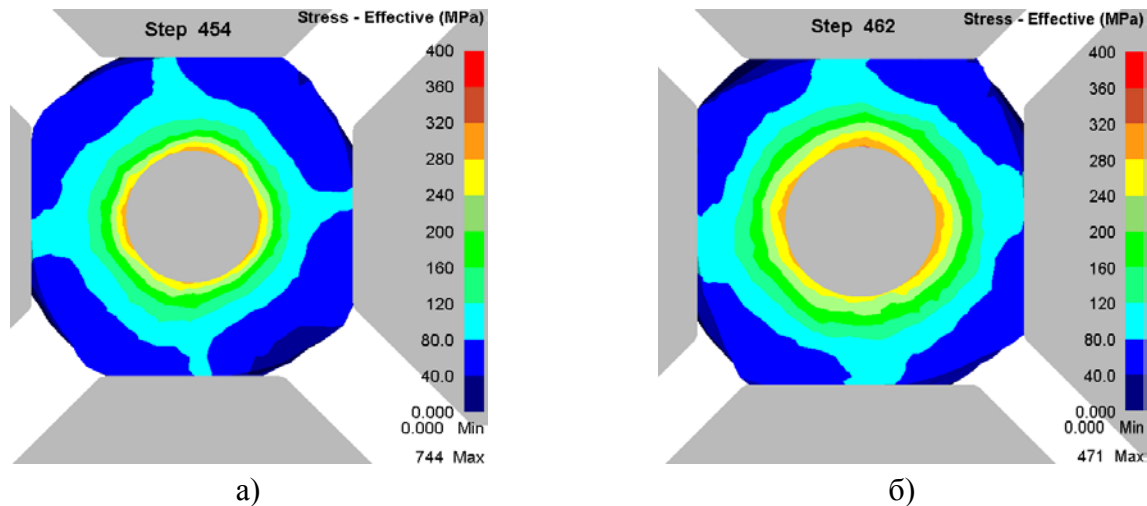 Stress - Effective (MPa)
Step 454
400
360
320
280
240
200
160
120
80.0
40.0
0.000
0.000 Min
744 Max
а)
Stress - Effective (MPa)
Step 462
400
360
320
280
240
200
160
120
80.0
40.0
0.000
0.000 Min
471 Max
б)